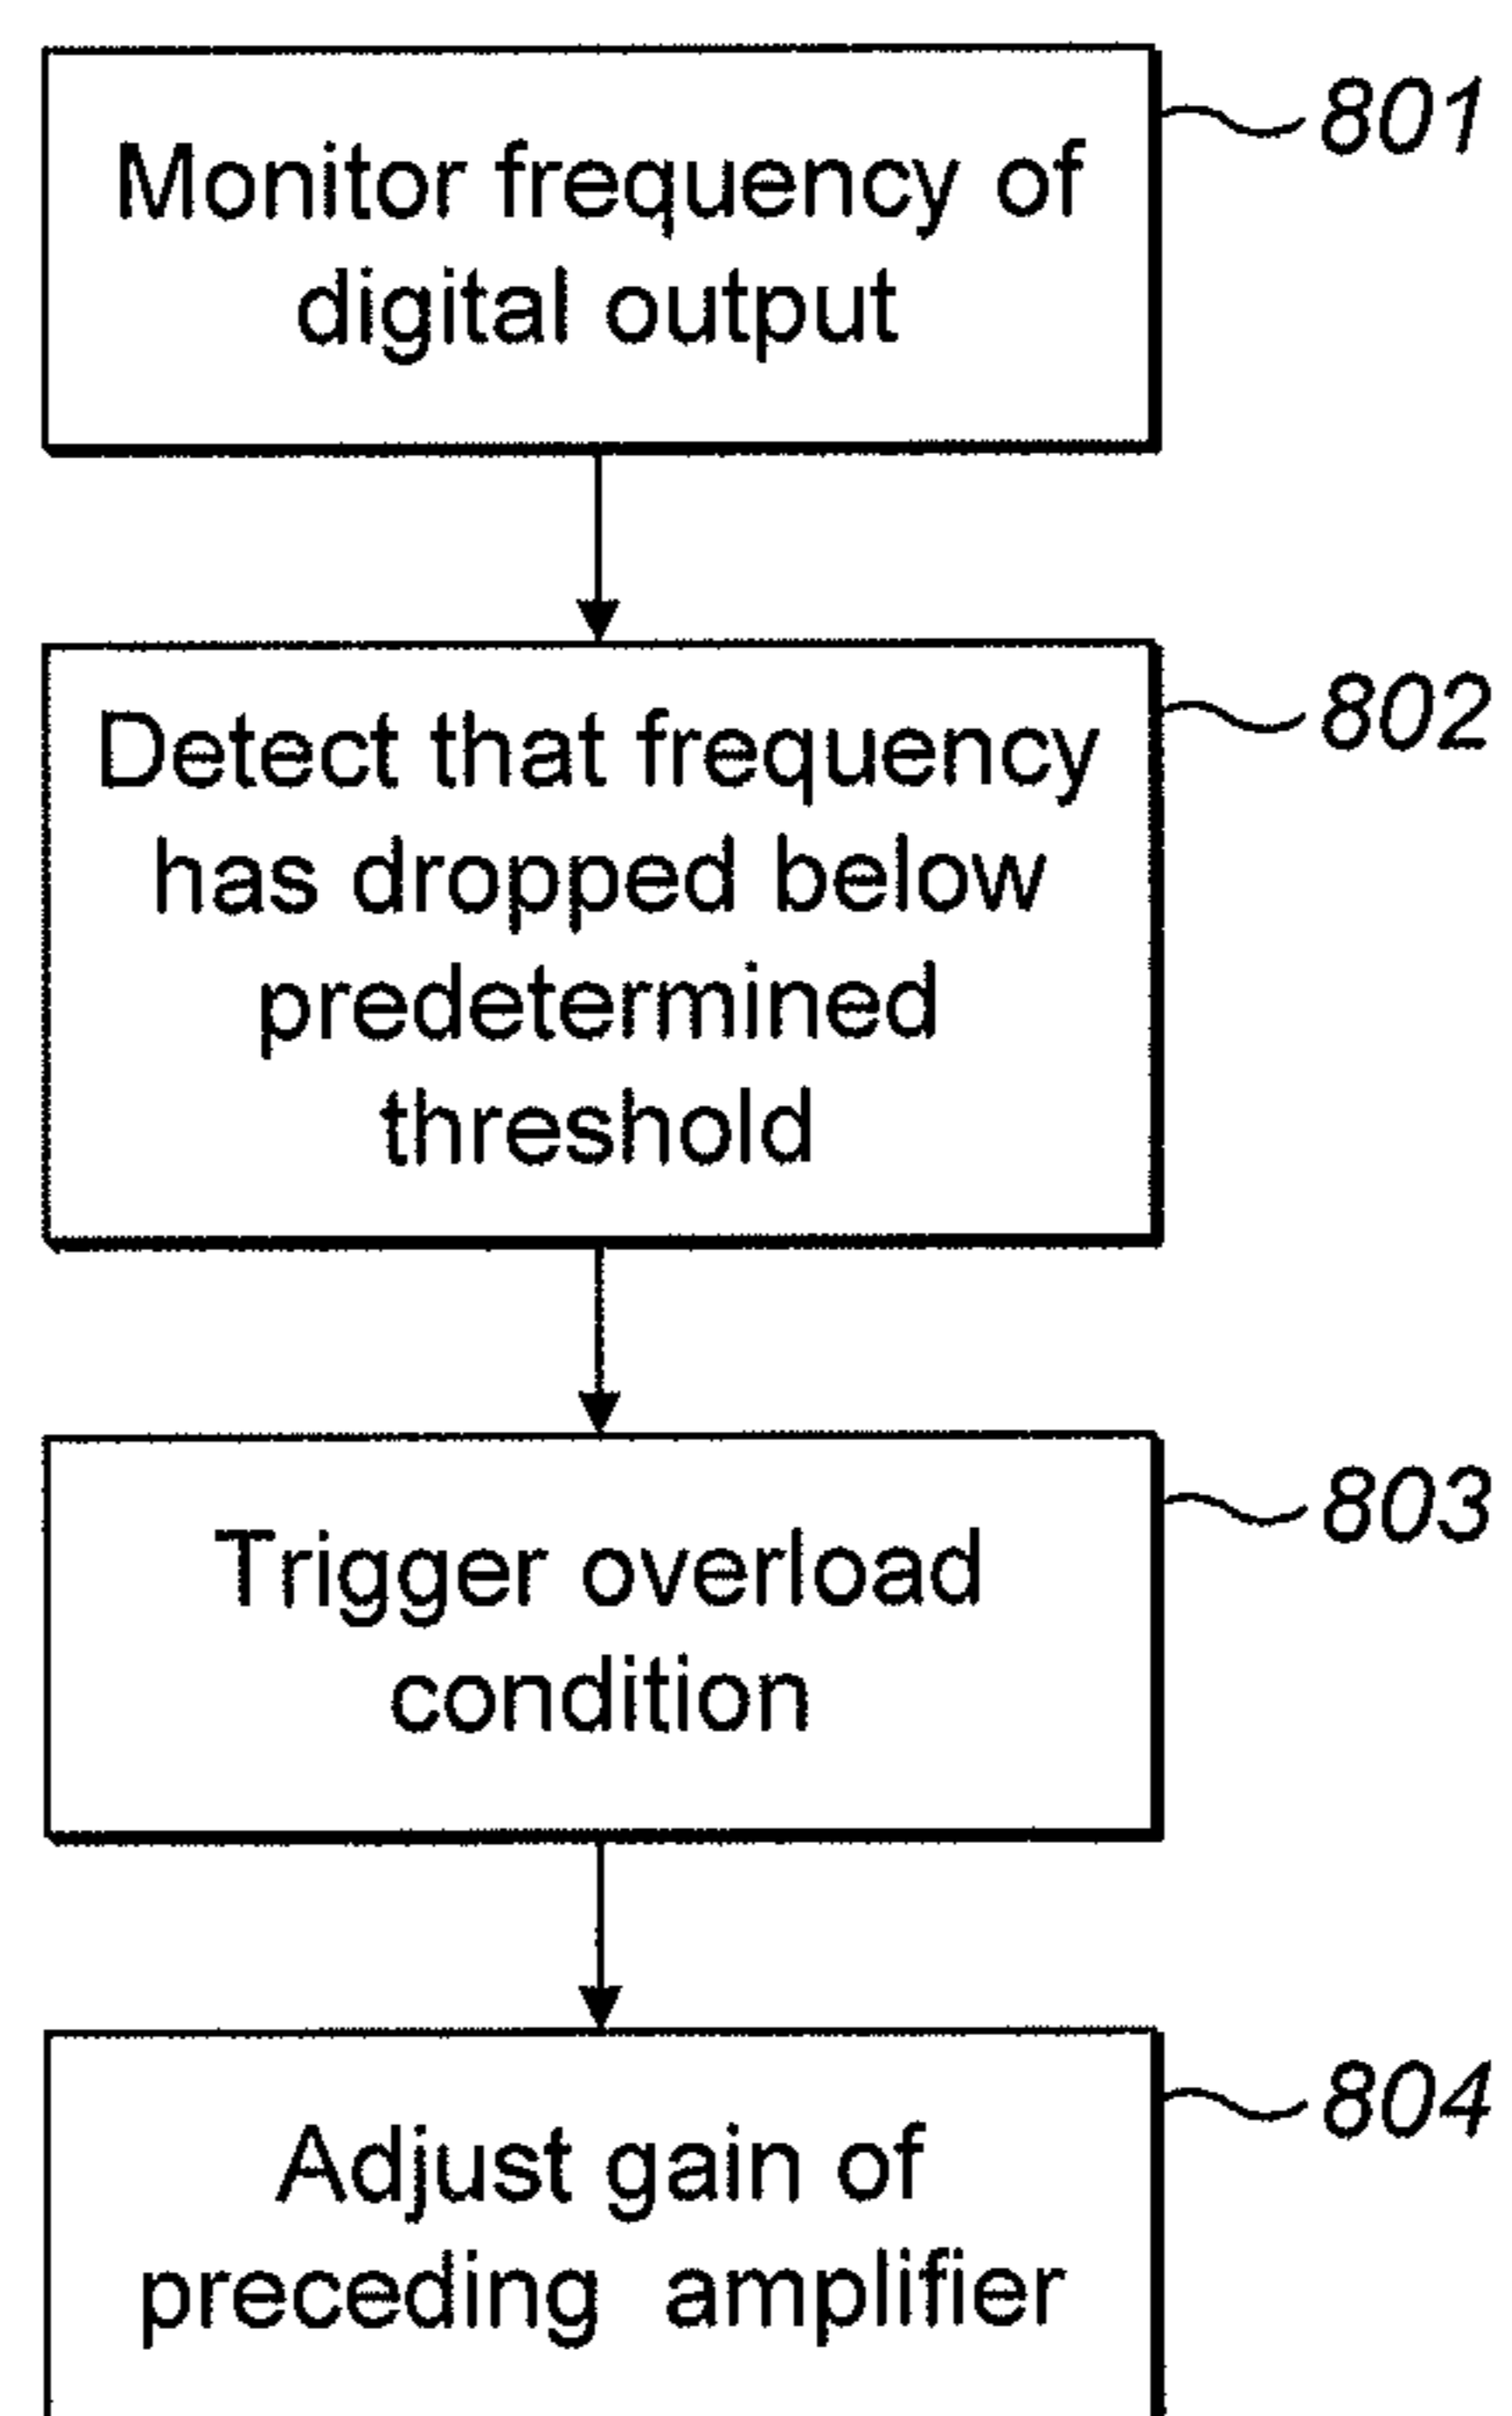 Monitor frequency of
digital output
801
Detect that frequency
has dropped below
predetermined
threshold
802
Trigger overload
condition
803
Adjust gain of
preceding amplifier
804